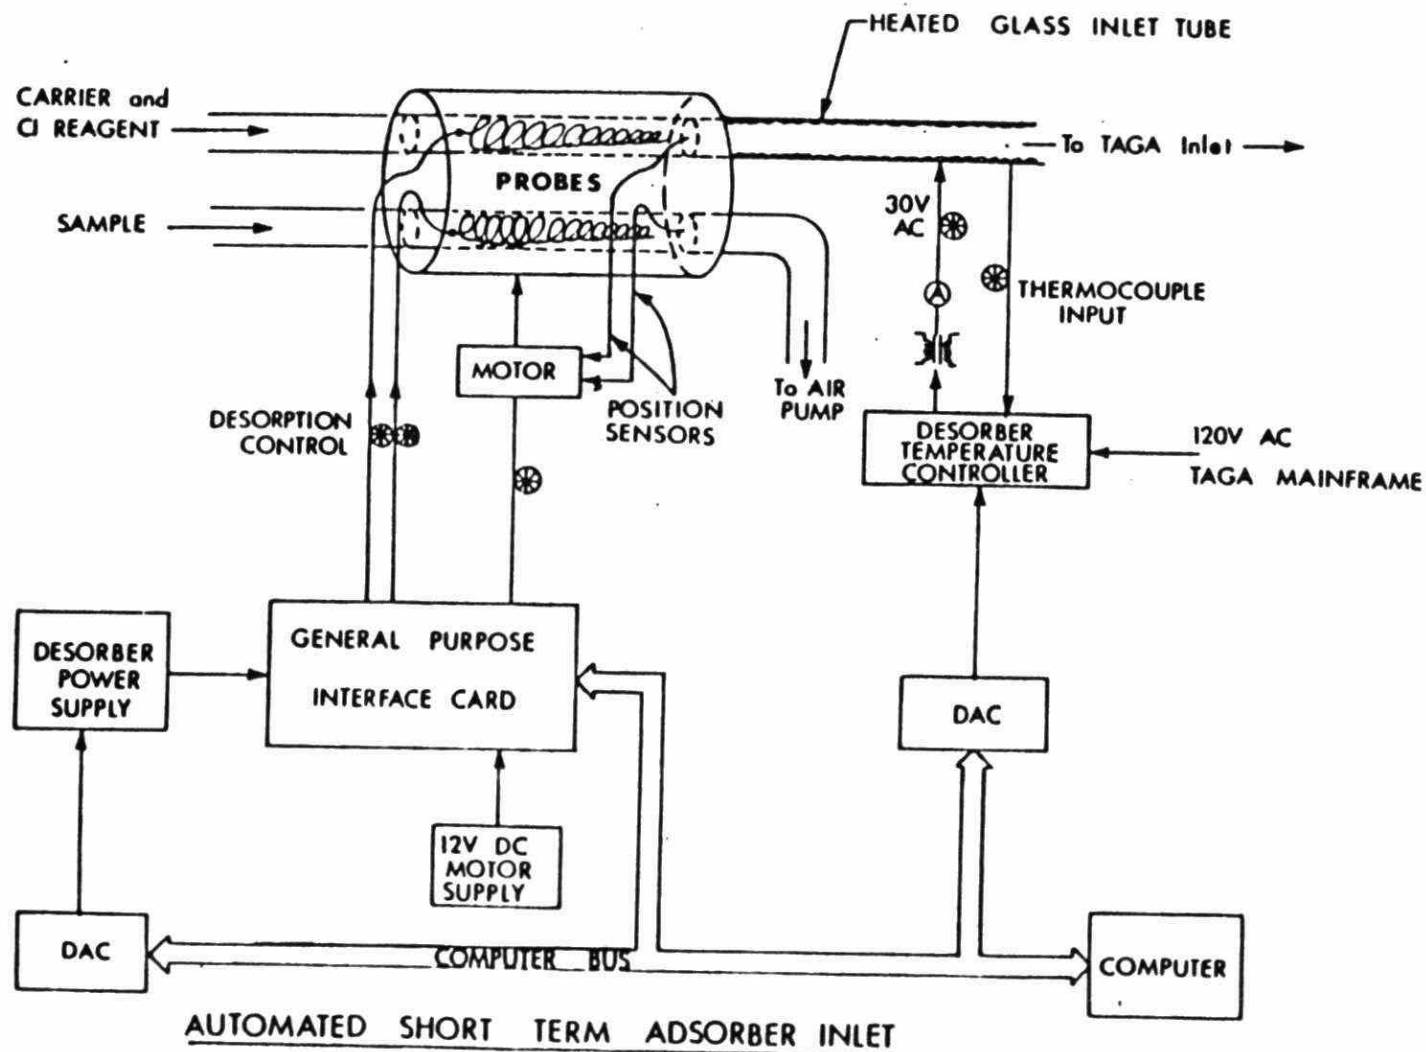 HEATED GLASS INLET TUBE
CARRIER and
CI REAGENT
To TAGA Inlet
PROBES
SAMPLE
30V
AC
THERMOCOUPLE
INPUT
A
MOTOR
To AIR
PUMP
POSITION
SENSORS
DESORPTION
CONTROL
DESORBER
TEMPERATURE
CONTROLLER
120V AC
TAGA MAINFRAME
DESORBER
POWER
SUPPLY
GENERAL PURPOSE
INTERFACE CARD
DAC
12V DC
MOTOR
SUPPLY
DAC
COMPUTER BUS
COMPUTER
AUTOMATED SHORT TERM ADSORBER INLET